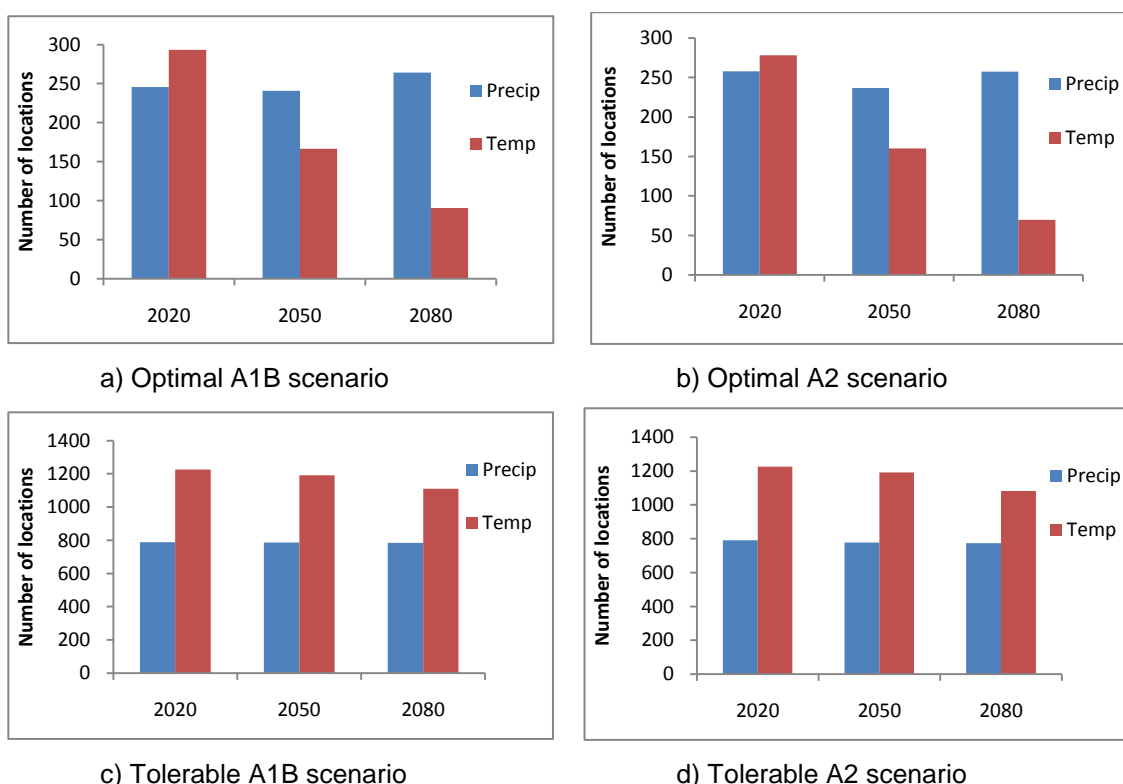 300
250
200
150
100
50
0
Number of locations
2020 2050 2080
Precip
Temp
a) Optimal A1B scenario
300
250
200
150
100
50
0
Number of locations
2020 2050 2080
Precip
Temp
b) Optimal A2 scenario
1400
1200
1000
800
600
400
200
0
Number of locations
2020 2050 2080
Precip
Temp
c) Tolerable A1B scenario
1400
1200
1000
800
600
400
200
0
Number of locations
2020 2050 2080
Precip
Temp
d) Tolerable A2 scenario